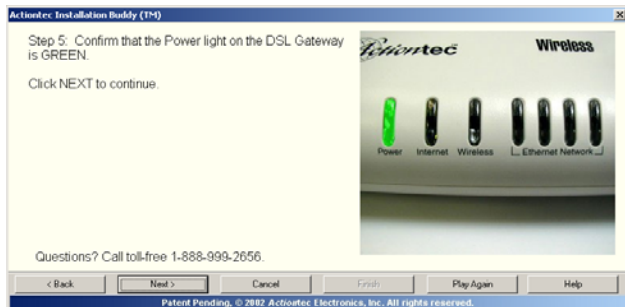 Actiontec Installation Buddy (TM)
Step 5: Confirm that the Power light on the DSL Gateway
is GREEN.
Click NEXT to continue.
Actiontec
Wireless
Power Internet Wireless Ethernet Network
Questions? Call toll-free 1-888-999-2656.
< Back Next > Cancel Finish Play Again Help
Patent Pending, © 2002 Actiontec Electronics, Inc. All rights reserved.